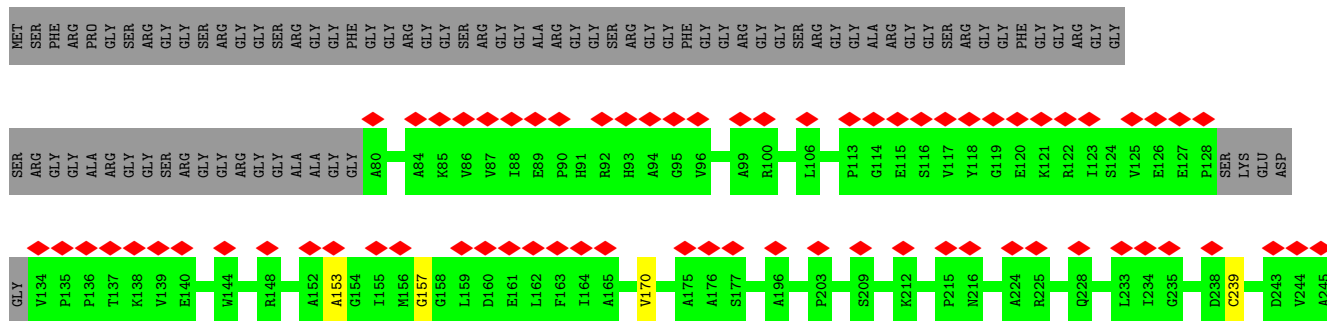 MET SER PHE ARG PRO GLY SER ARG GLY GLY SER ARG GLY GLY SER ARG GLY GLY PHE GLY GLY ARG GLY GLY SER ARG GLY GLY ALA ARG GLY GLY SER ARG GLY GLY PHE GLY GLY ARG GLY GLY SER ARG GLY GLY ALA ARG GLY GLY SER ARG GLY GLY PHE GLY GLY ARG GLY GLY
SER ARG GLY GLY ALA ARG GLY GLY SER ARG GLY GLY ARG GLY GLY ALA ALA GLY GLY A80 A84 K85 V86 V87 I88 E89 P90 H91 R92 H93 A94 G95 V96 A99 R100 L106 P113 G114 E115 S116 V117 Y118 G119 E120 K121 R122 I123 S124 V125 E126 E127 P128 SER LYS GLU ASP
GLY V134 P135 P136 T137 K138 V139 E140 W144 R148 A152 A153 G154 I155 M156 G157 G158 L159 D160 E161 L162 F163 I164 A165 V170 A175 A176 S177 A196 P203 S209 K212 P215 N216 A224 R225 Q228 L233 T234 G235 D238 C239 D243 V244 A245